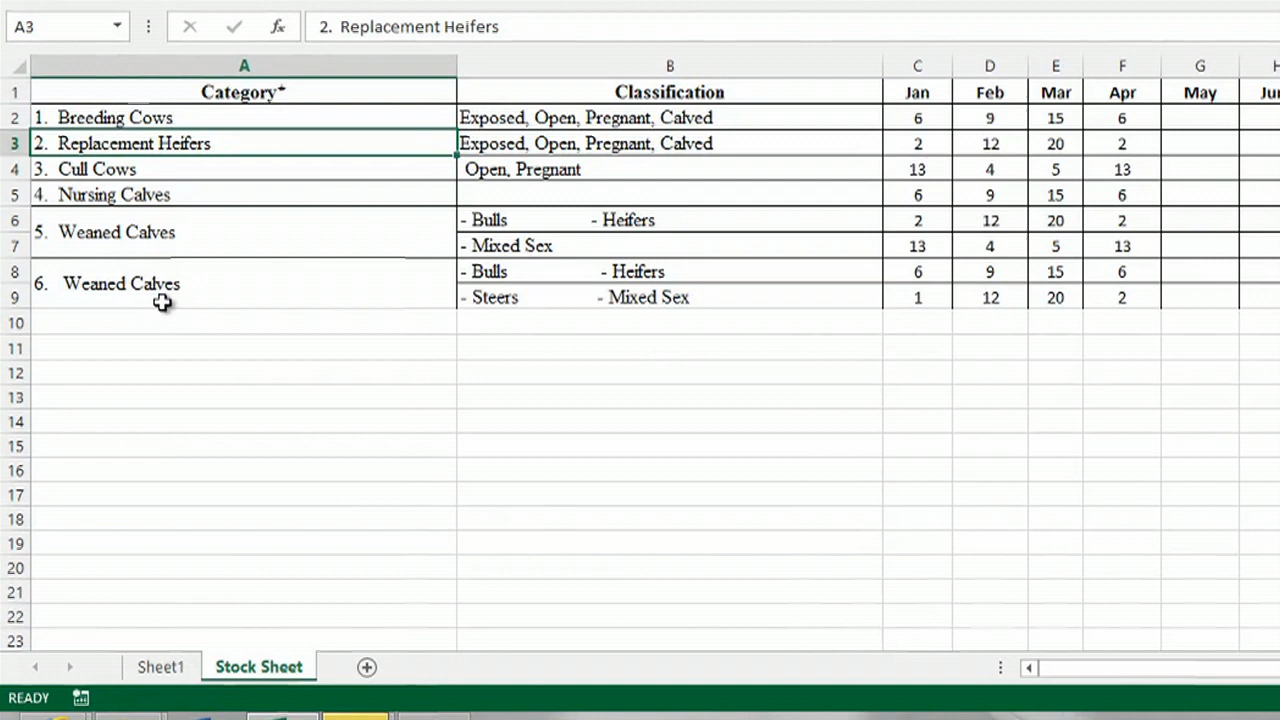 A3 fx 2. Replacement Heifers
A B C D E F G H
1 Category* Classification Jan Feb Mar Apr May Jun
2 1. Breeding Cows Exposed, Open, Pregnant, Calved 6 9 15 6
3 2. Replacement Heifers Exposed, Open, Pregnant, Calved 2 12 20 2
4 3. Cull Cows Open, Pregnant 13 4 5 13
5 4. Nursing Calves 6 9 15 6
6 5. Weaned Calves - Bulls - Heifers 2 12 20 2
7 - Mixed Sex 13 4 5 13
8 6. Weaned Calves - Bulls - Heifers 6 9 15 6
9 - Steers - Mixed Sex 1 12 20 2
10
11
12
13
14
15
16
17
18
19
20
21
22
23
Sheet1 Stock Sheet
READY